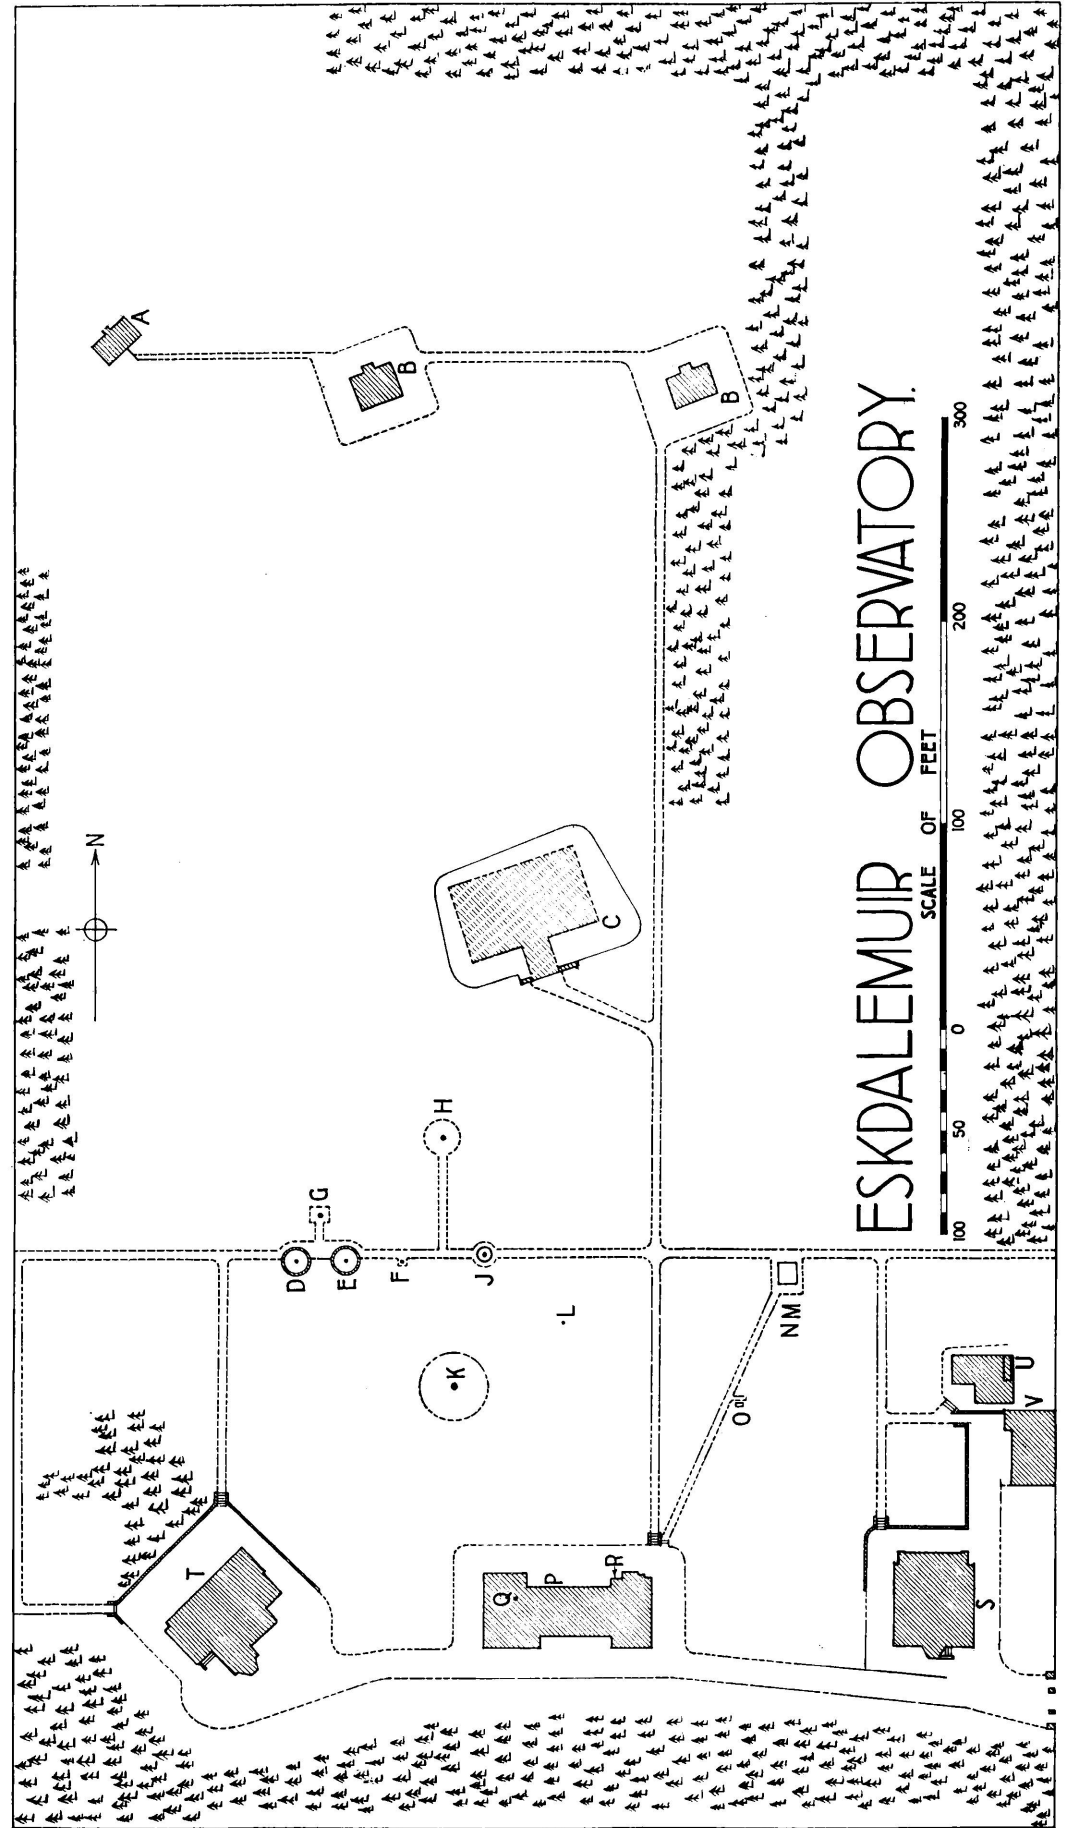 N
A
T
D
G
E
F
B
H
K
J
Q
P
L
C
R
B
O
NM
ESKDALEMUIR OBSERVATORY.
SCALE OF FEET
100 50 0 100 200 300
S
U
V